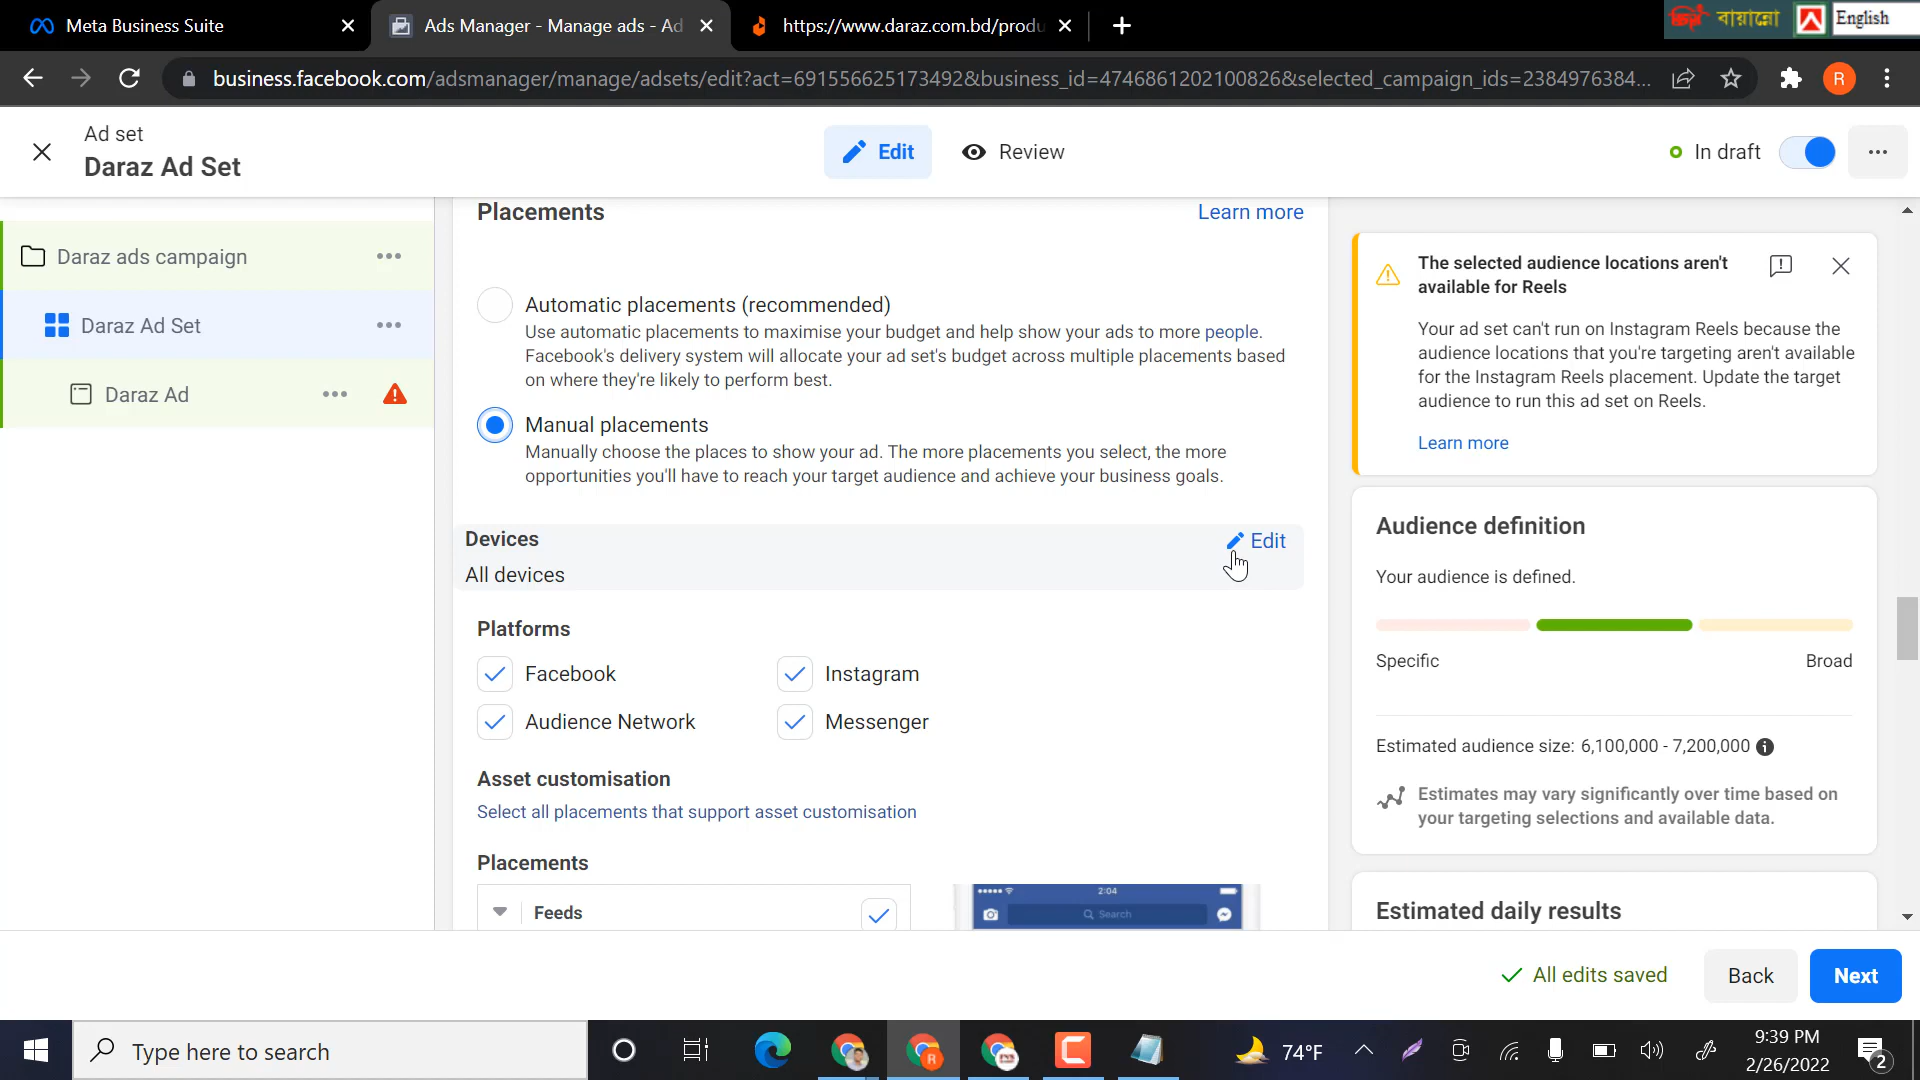 Meta Business Suite
Ads Manager - Manage ads - Ad
https://www.daraz.com.bd/produ
বায়ান্নো
English
business.facebook.com/adsmanager/manage/adsets/edit?act=691556625173492&business_id=4746861202100826&selected_campaign_ids=2384976384...
R
Ad set
Daraz Ad Set
Edit
Review
In draft
Daraz ads campaign
Daraz Ad Set
Daraz Ad
Placements
Learn more
Automatic placements (recommended)
Use automatic placements to maximise your budget and help show your ads to more people.
Facebook's delivery system will allocate your ad set's budget across multiple placements based
on where they're likely to perform best.
Manual placements
Manually choose the places to show your ad. The more placements you select, the more
opportunities you'll have to reach your target audience and achieve your business goals.
Devices
Edit
All devices
Platforms
Facebook
Instagram
Audience Network
Messenger
Asset customisation
Select all placements that support asset customisation
Placements
Feeds
2:04
Search
The selected audience locations aren't
available for Reels
Your ad set can't run on Instagram Reels because the
audience locations that you're targeting aren't available
for the Instagram Reels placement. Update the target
audience to run this ad set on Reels.
Learn more
Audience definition
Your audience is defined.
Specific
Broad
Estimated audience size: 6,100,000 - 7,200,000
Estimates may vary significantly over time based on
your targeting selections and available data.
Estimated daily results
All edits saved
Back
Next
Type here to search
R
74°F
9:39 PM
2/26/2022
2